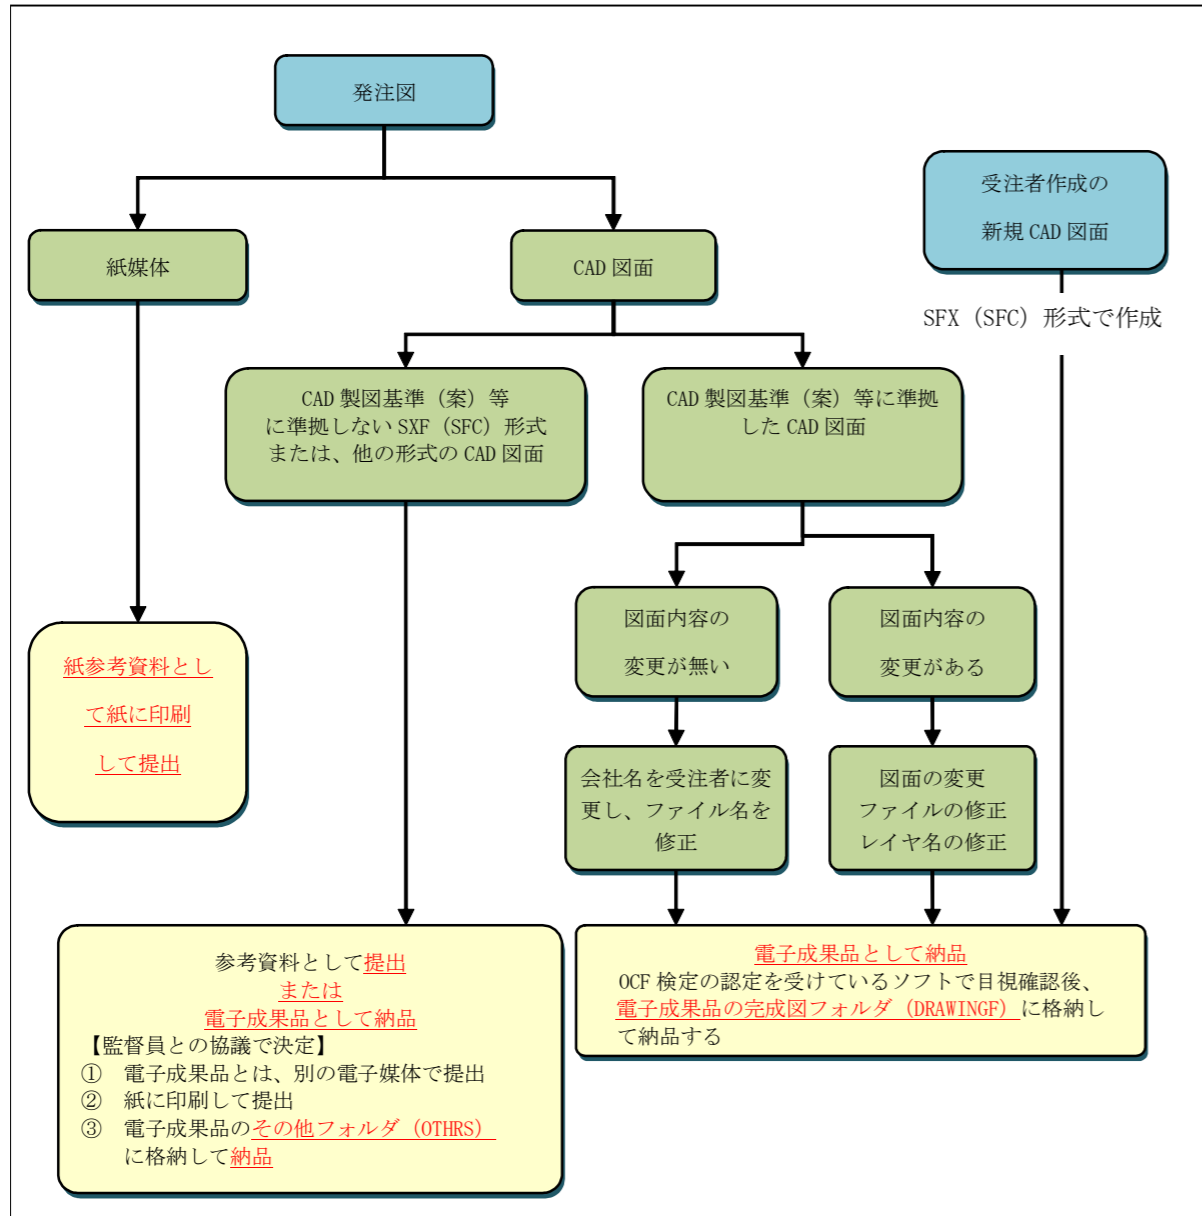 発注図
受注者作成の
新規 CAD 図面
紙媒体
CAD 図面
SFX（SFC）形式で作成
CAD 製図基準（案）等
に準拠しない SXF（SFC）形式
または、他の形式の CAD 図面
CAD 製図基準（案）等に準拠
した CAD 図面
図面内容の
変更が無い
図面内容の
変更がある
紙参考資料とし
て紙に印刷
して提出
会社名を受注者に変
更し、ファイル名を
修正
図面の変更
ファイルの修正
レイヤ名の修正
参考資料として提出
または
電子成果品として納品
【監督員との協議で決定】
①　電子成果品とは、別の電子媒体で提出
②　紙に印刷して提出
③　電子成果品のその他フォルダ（OTHRS）
に格納して納品
電子成果品として納品
OCF 検定の認定を受けているソフトで目視確認後、
電子成果品の完成図フォルダ（DRAWINGF）に格納し
て納品する